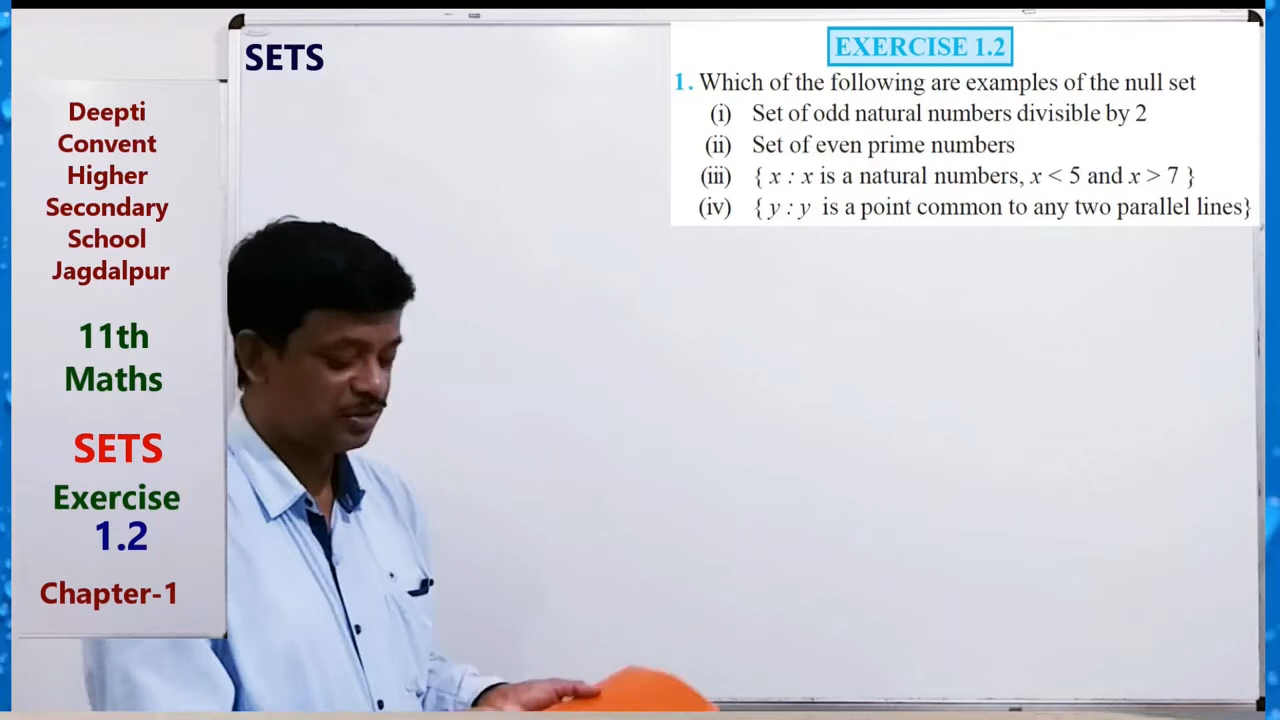 SETS
EXERCISE 1.2
1. Which of the following are examples of the null set
(i) Set of odd natural numbers divisible by 2
(ii) Set of even prime numbers
(iii) { x : x is a natural numbers, x < 5 and x > 7 }
(iv) { y : y is a point common to any two parallel lines}
Deepti
Convent
Higher
Secondary
School
Jagdalpur
11th
Maths
SETS
Exercise
1.2
Chapter-1